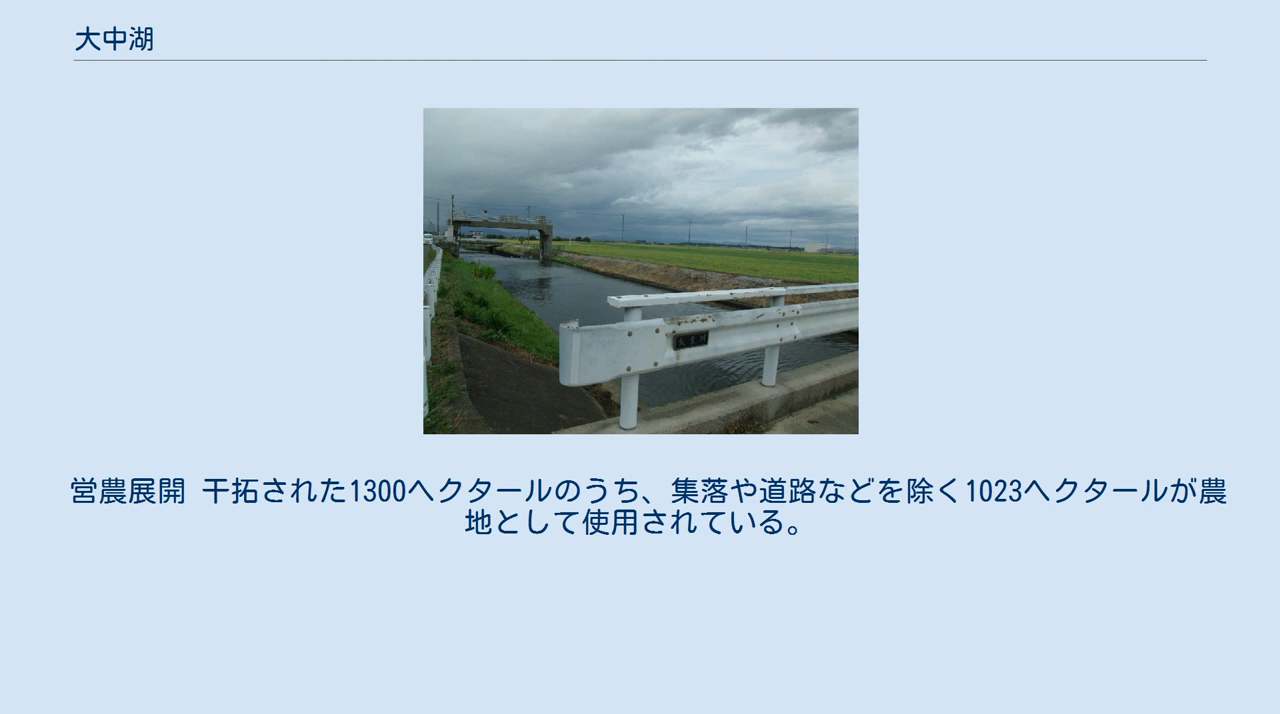 大中湖
営農展開 干拓された1300ヘクタールのうち、集落や道路などを除く1023ヘクタールが農
地として使用されている。